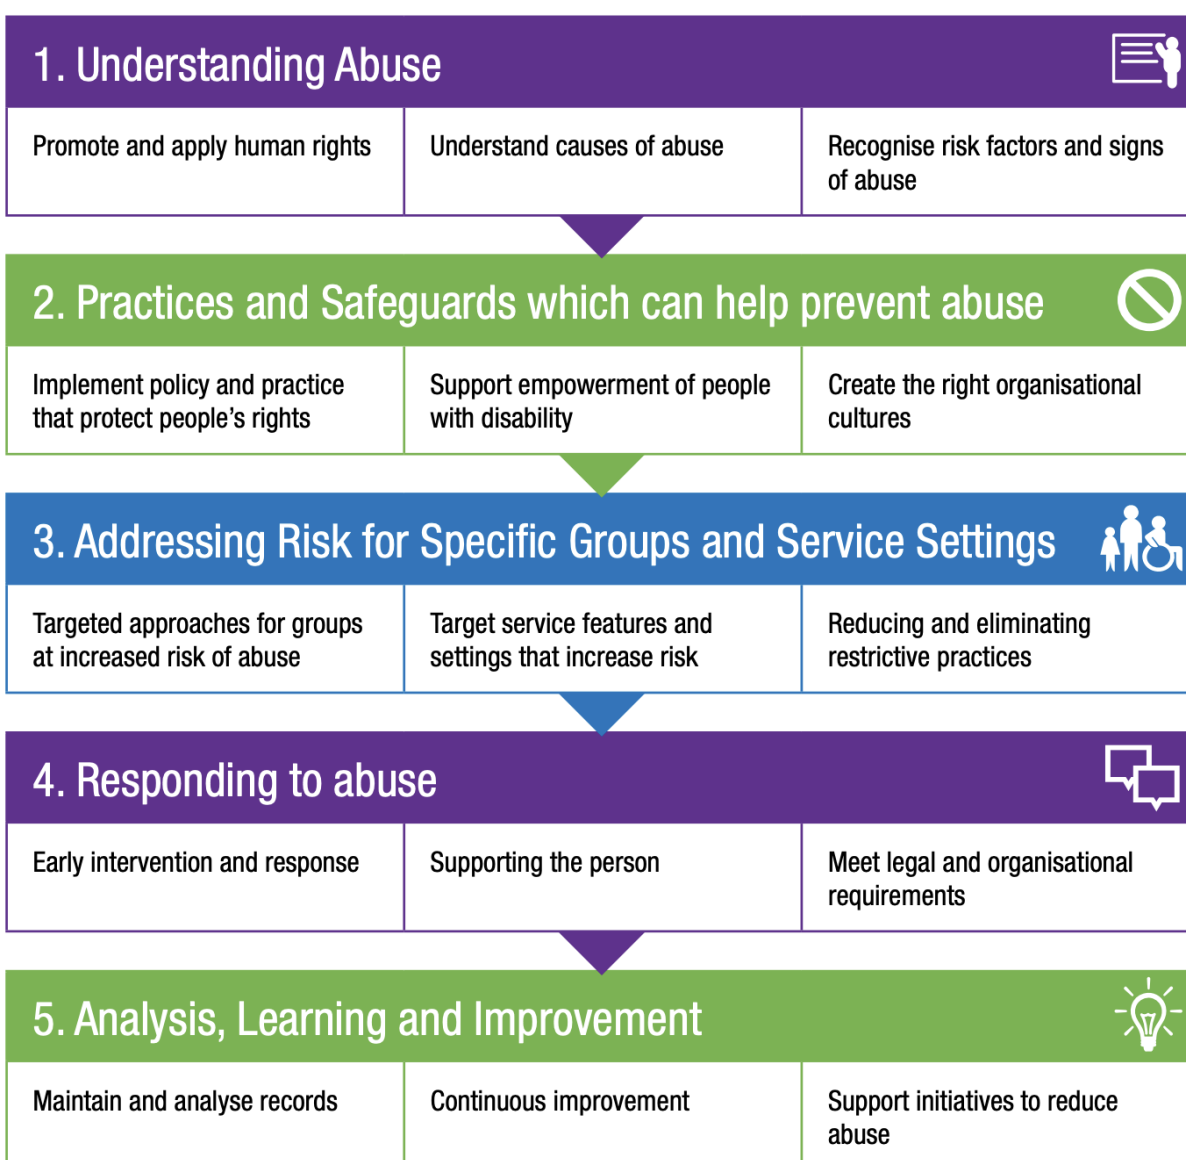 1. Understanding Abuse
Promote and apply human rights
Understand causes of abuse
Recognise risk factors and signs
of abuse
2. Practices and Safeguards which can help prevent abuse
Implement policy and practice
that protect people’s rights
Support empowerment of people
with disability
Create the right organisational
cultures
3. Addressing Risk for Specific Groups and Service Settings
Targeted approaches for groups
at increased risk of abuse
Target service features and
settings that increase risk
Reducing and eliminating
restrictive practices
4. Responding to abuse
Early intervention and response
Supporting the person
Meet legal and organisational
requirements
5. Analysis, Learning and Improvement
Maintain and analyse records
Continuous improvement
Support initiatives to reduce
abuse